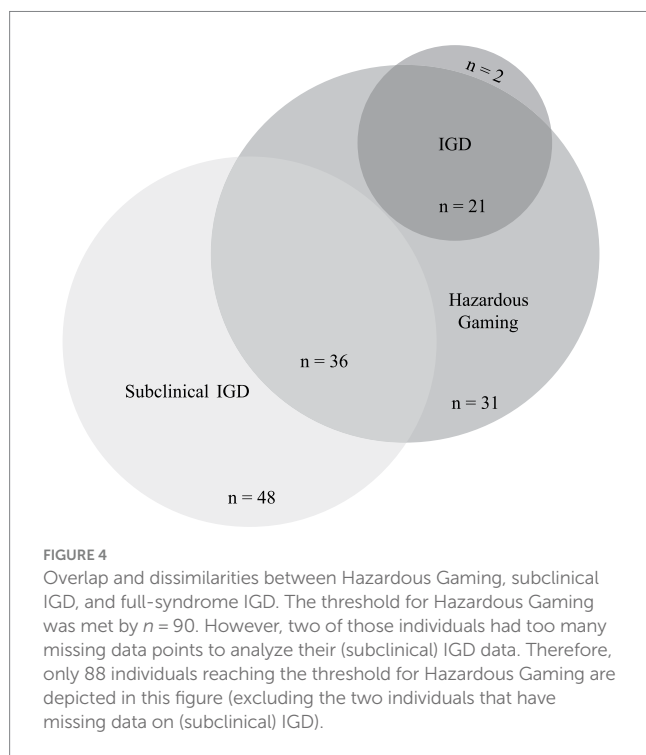 n = 2
IGD
n = 21
Hazardous
Gaming
n = 36
Subclinical IGD
n = 31
n = 48
FIGURE 4
Overlap and dissimilarities between Hazardous Gaming, subclinical
IGD, and full-syndrome IGD. The threshold for Hazardous Gaming
was met by n = 90. However, two of those individuals had too many
missing data points to analyze their (subclinical) IGD data. Therefore,
only 88 individuals reaching the threshold for Hazardous Gaming are
depicted in this figure (excluding the two individuals that have
missing data on (subclinical) IGD).